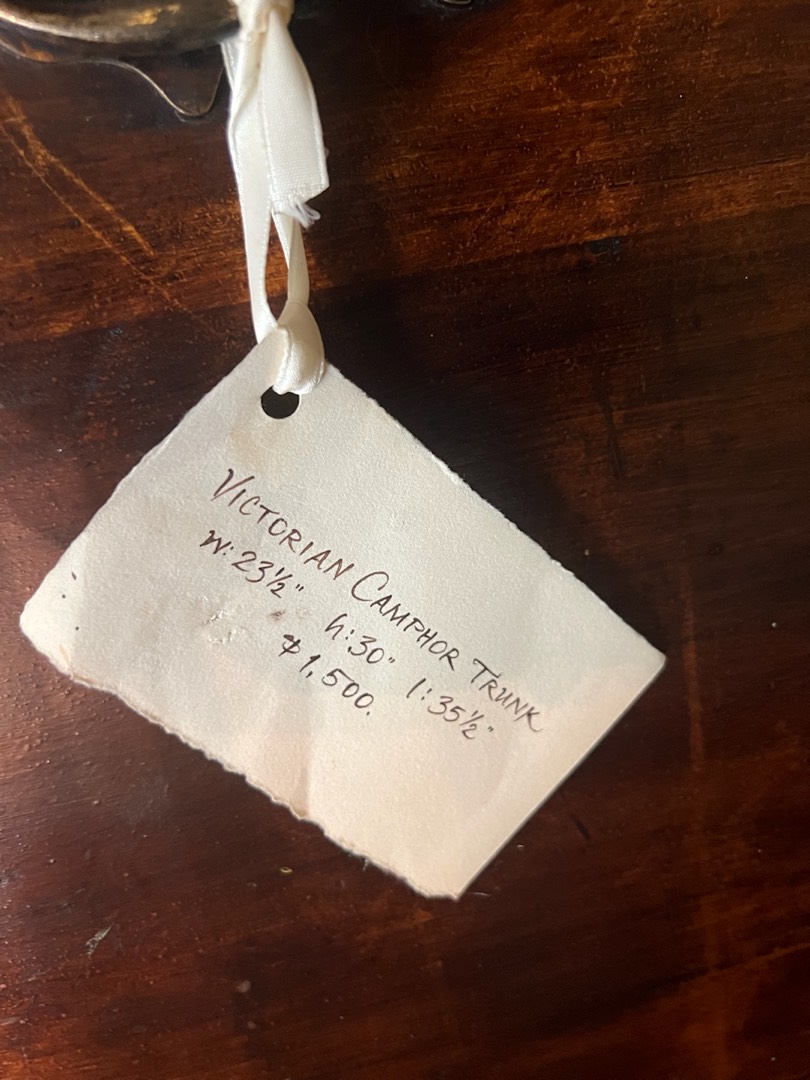 VICTORIAN CAMPHOR TRUNK
W: 23½" h: 30" l: 35½"
$1,500.